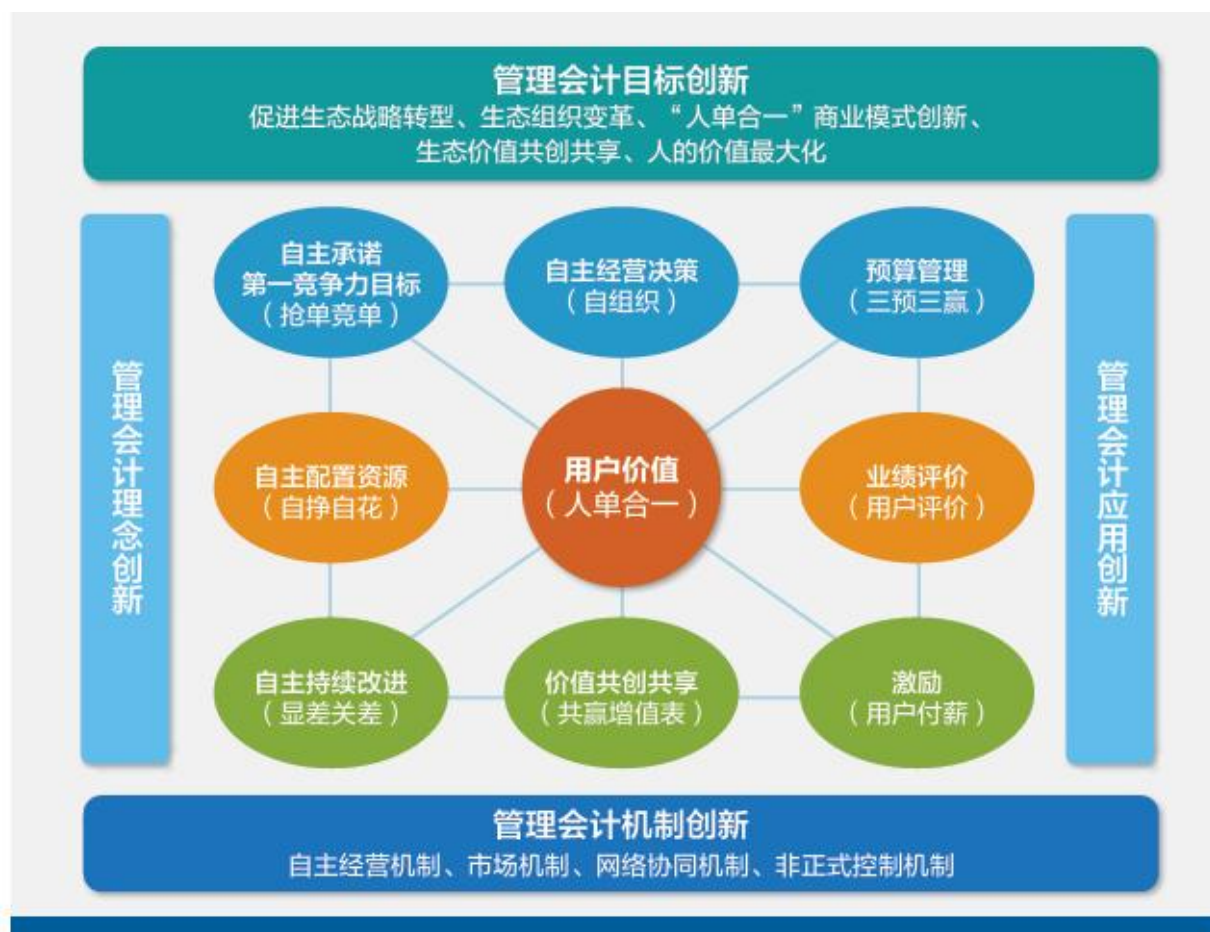 管理会计目标创新
促进生态战略转型、生态组织变革、“人单合一”商业模式创新、
生态价值共创共享、人的价值最大化
管理会计理念创新
自主承诺
第一竞争力目标
（抢单竞单）
自主经营决策
（自组织）
预算管理
（三预三赢）
自主配置资源
（自挣自花）
用户价值
（人单合一）
业绩评价
（用户评价）
自主持续改进
（显差关差）
价值共创共享
（共赢增值表）
激励
（用户付薪）
管理会计应用创新
管理会计机制创新
自主经营机制、市场机制、网络协同机制、非正式控制机制